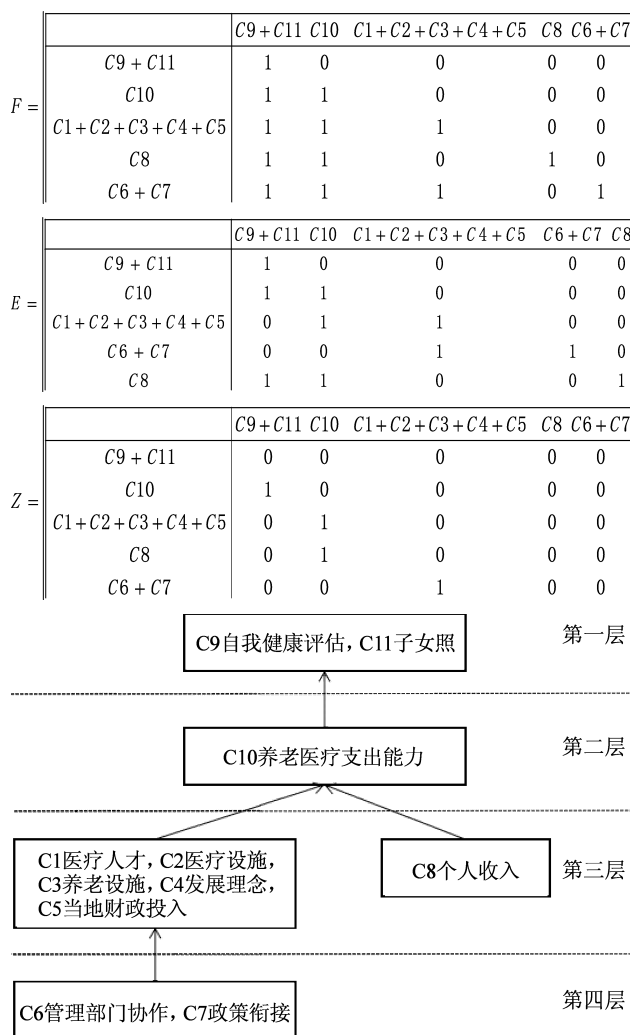 C9+C11 C10 C1+C2+C3+C4+C5 C8 C6+C7
C9+C11 1 0 0 0 0
C10 1 1 0 0 0
F= C1+C2+C3+C4+C5 1 1 1 0 0
C8 1 1 0 1 0
C6+C7 1 1 1 0 1
C9+C11 C10 C1+C2+C3+C4+C5 C6+C7 C8
C9+C11 1 0 0 0 0
C10 1 1 0 0 0
E= C1+C2+C3+C4+C5 0 1 1 0 0
C6+C7 0 0 1 1 0
C8 1 1 0 0 1
C9+C11 C10 C1+C2+C3+C4+C5 C8 C6+C7
C9+C11 0 0 0 0 0
C10 1 0 0 0 0
Z= C1+C2+C3+C4+C5 0 1 0 0 0
C8 0 1 0 0 0
C6+C7 0 0 1 0 0
第一层
C9自我健康评估，C11子女照
第二层
C10养老医疗支出能力
C1医疗人才，C2医疗设施，
C3养老设施，C4发展理念，
C5当地财政投入
C8个人收入
第三层
C6管理部门协作，C7政策衔接
第四层